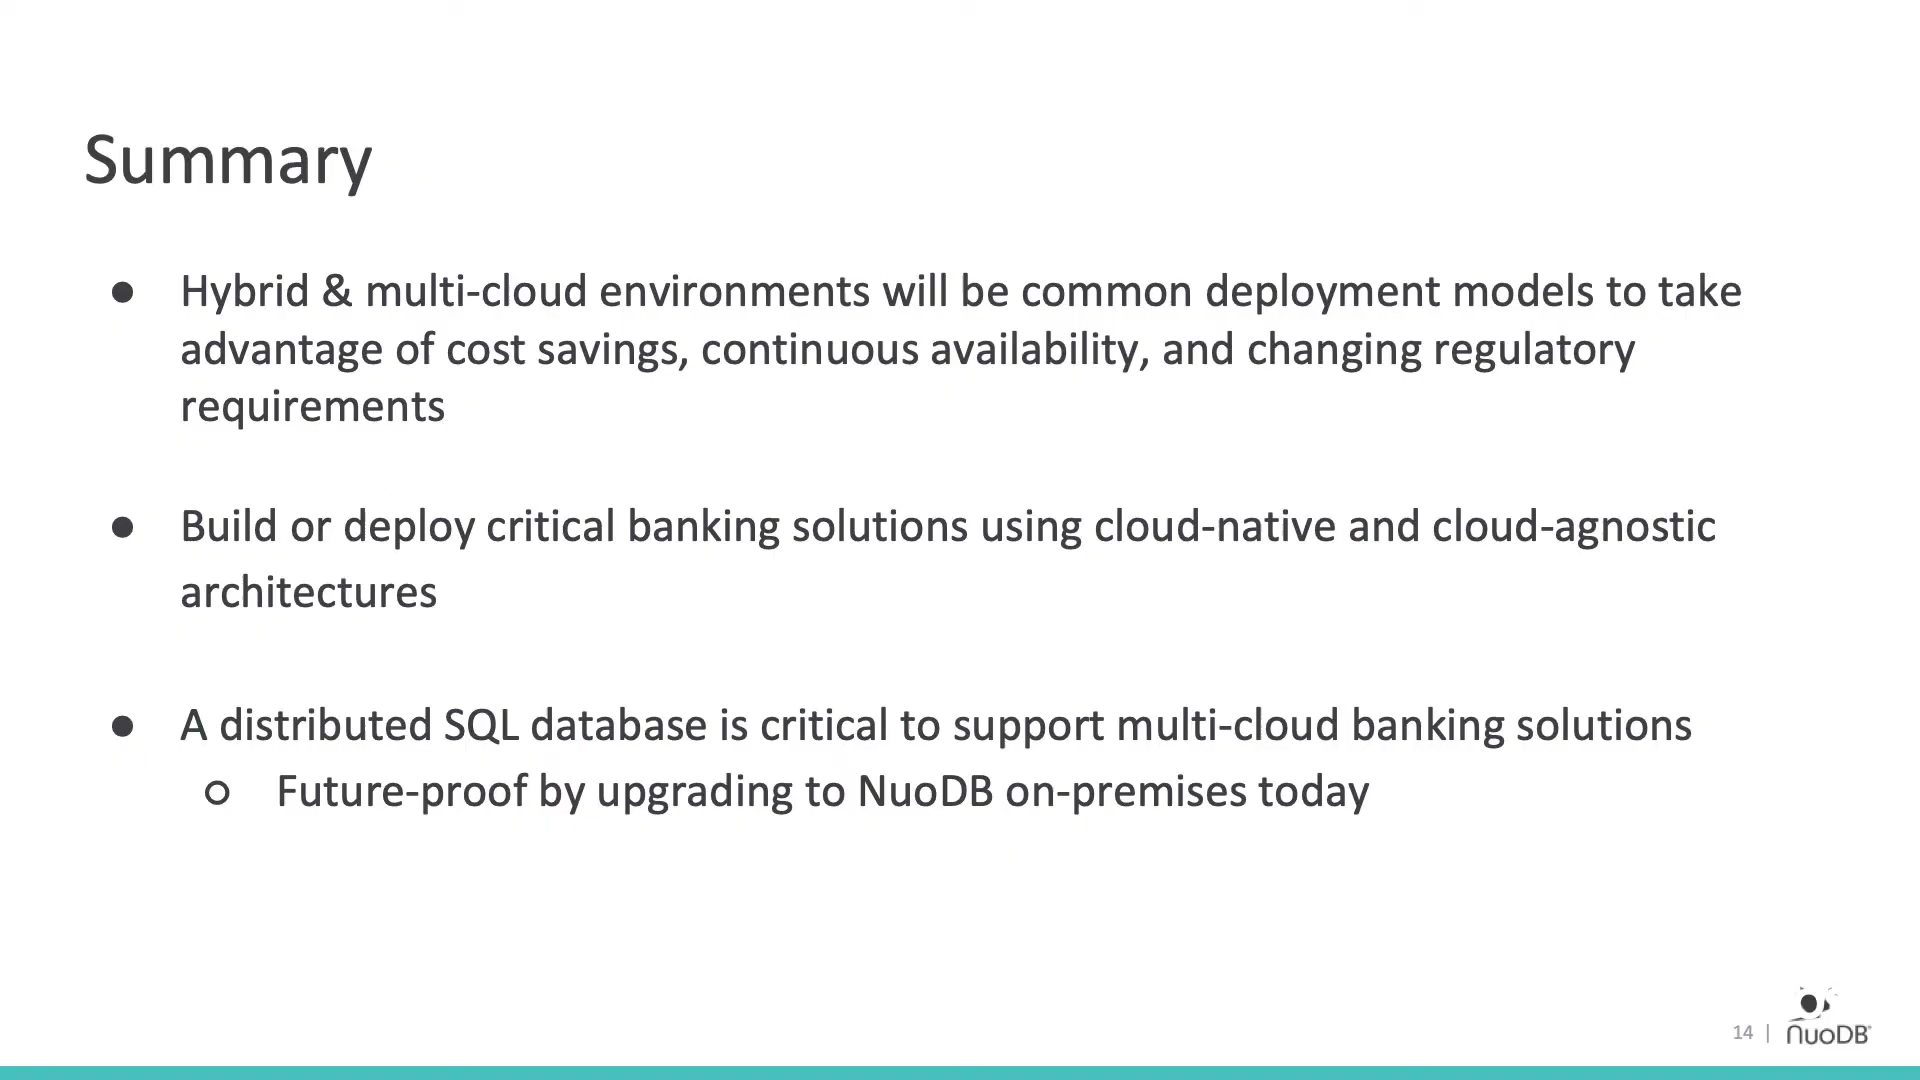 Summary
● Hybrid & multi-cloud environments will be common deployment models to take
advantage of cost savings, continuous availability, and changing regulatory
requirements
● Build or deploy critical banking solutions using cloud-native and cloud-agnostic
architectures
● A distributed SQL database is critical to support multi-cloud banking solutions
○ Future-proof by upgrading to NuoDB on-premises today
14 | NuoDB